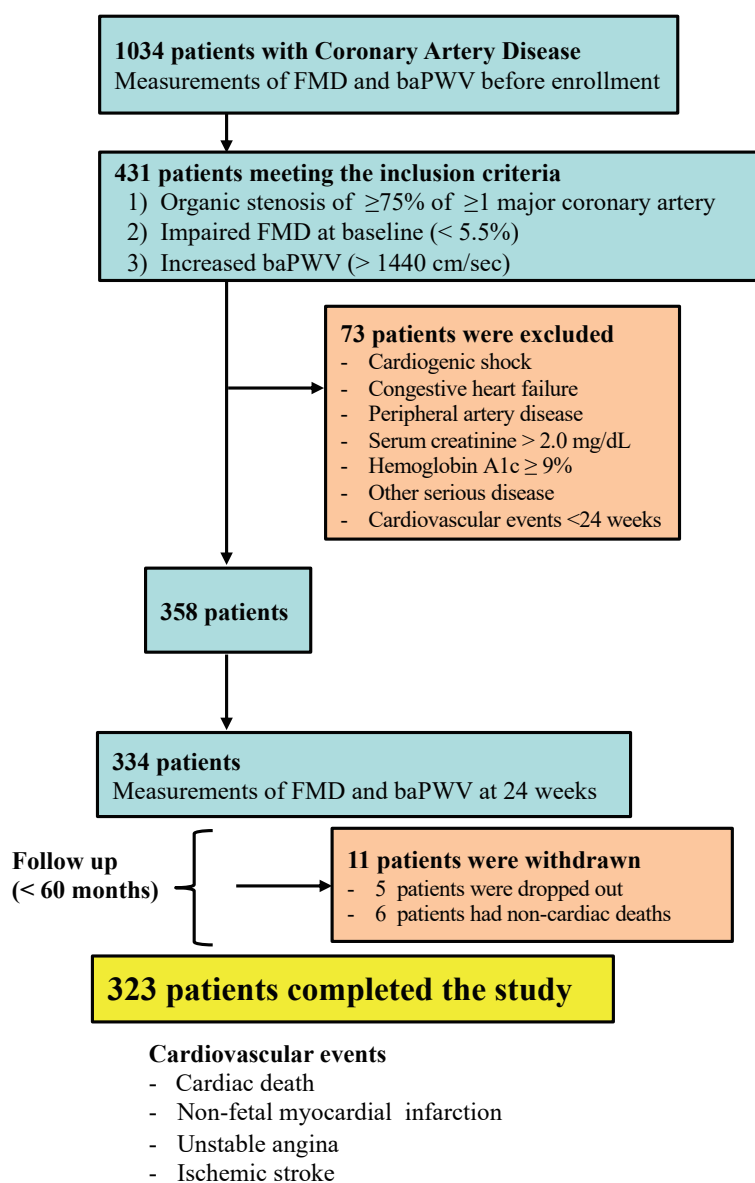 1034 patients with Coronary Artery Disease
Measurements of FMD and baPWV before enrollment
431 patients meeting the inclusion criteria
1) Organic stenosis of ≥75% of ≥1 major coronary artery
2) Impaired FMD at baseline (< 5.5%)
3) Increased baPWV (> 1440 cm/sec)
73 patients were excluded
- Cardiogenic shock
- Congestive heart failure
- Peripheral artery disease
- Serum creatinine > 2.0 mg/dL
- Hemoglobin A1c ≥ 9%
- Other serious disease
- Cardiovascular events <24 weeks
358 patients
334 patients
Measurements of FMD and baPWV at 24 weeks
Follow up
(< 60 months)
11 patients were withdrawn
- 5 patients were dropped out
- 6 patients had non-cardiac deaths
323 patients completed the study
Cardiovascular events
- Cardiac death
- Non-fetal myocardial infarction
- Unstable angina
- Ischemic stroke